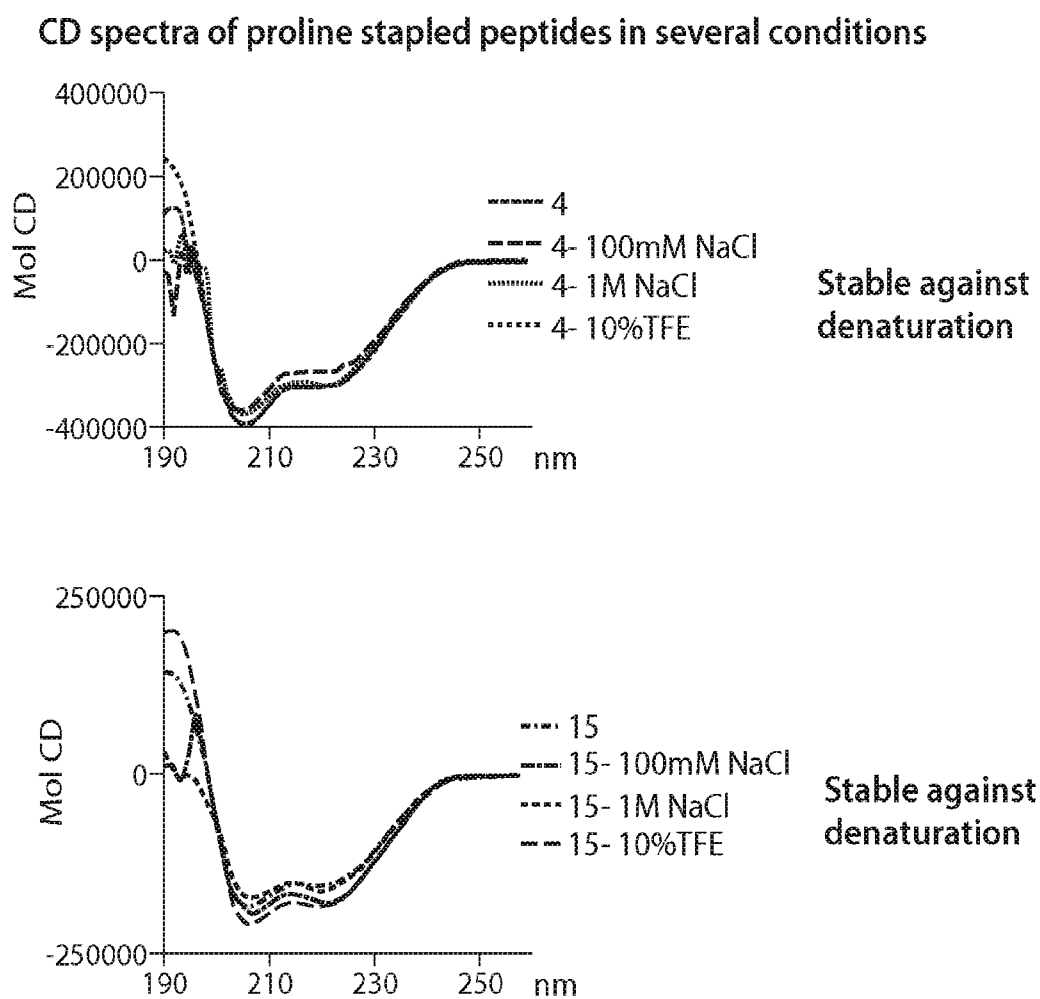 CD spectra of proline stapled peptides in several conditions
400000
200000
0
-200000
-400000
Mol CD
190 210 230 250 nm
4
4- 100mM NaCl
4- 1M NaCl
4- 10%TFE
Stable against
denaturation
250000
0
-250000
Mol CD
190 210 230 250 nm
15
15- 100mM NaCl
15- 1M NaCl
15- 10%TFE
Stable against
denaturation